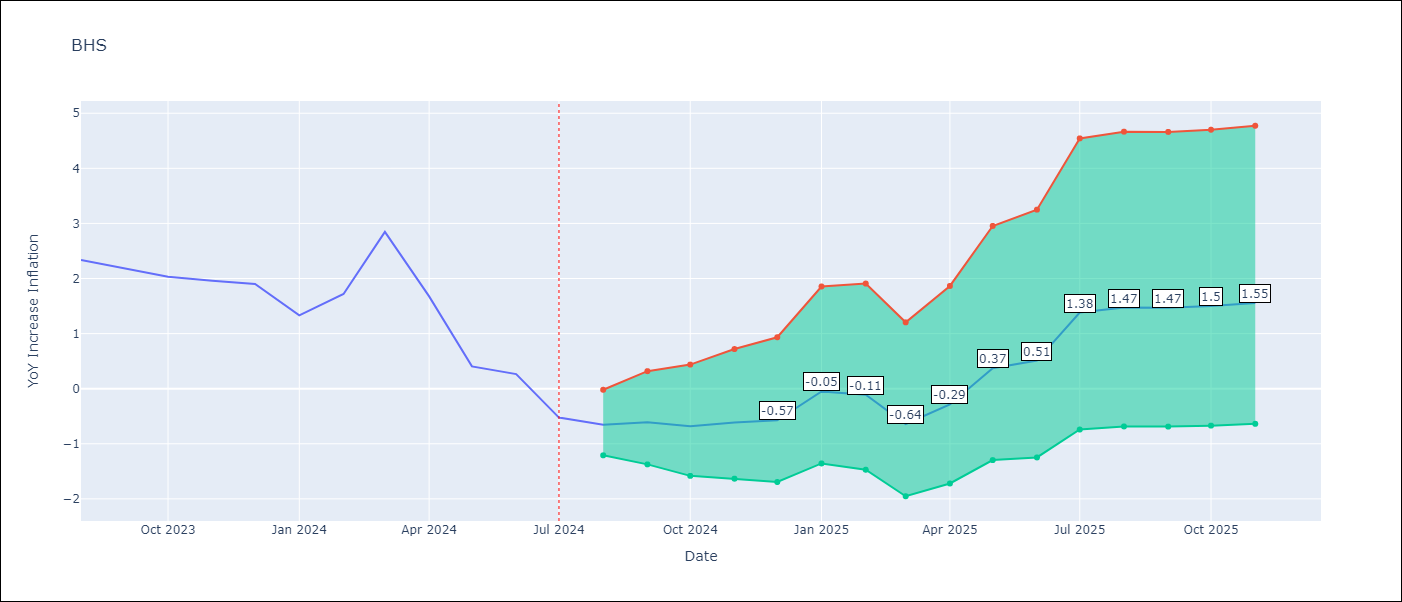 BHS
YoY Increase Inflation
5
4
3
2
1
0
−1
−2
-0.57
-0.05
-0.11
-0.64
-0.29
0.37
0.51
1.38
1.47
1.47
1.5
1.55
Oct 2023
Jan 2024
Apr 2024
Jul 2024
Oct 2024
Jan 2025
Apr 2025
Jul 2025
Oct 2025
Date